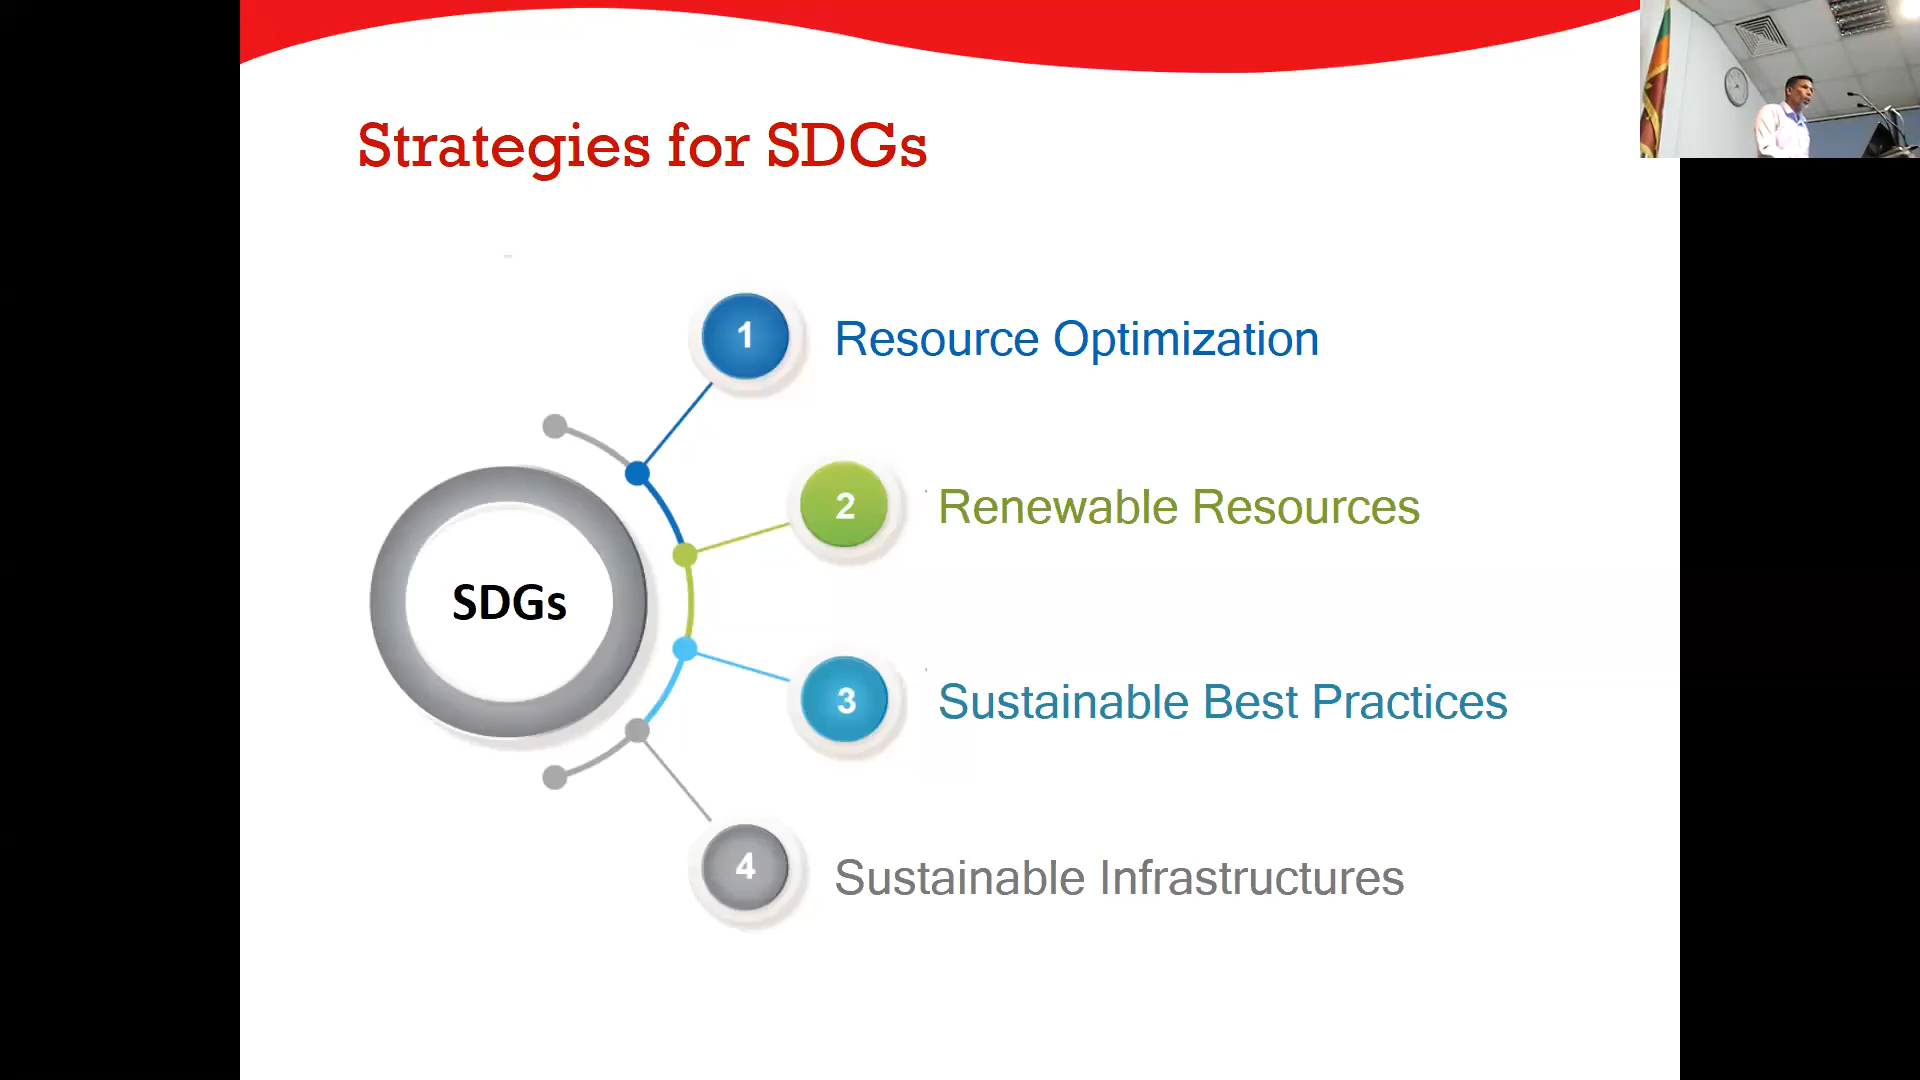 Strategies for SDGs
1 Resource Optimization
2 Renewable Resources
SDGs
3 Sustainable Best Practices
4 Sustainable Infrastructures